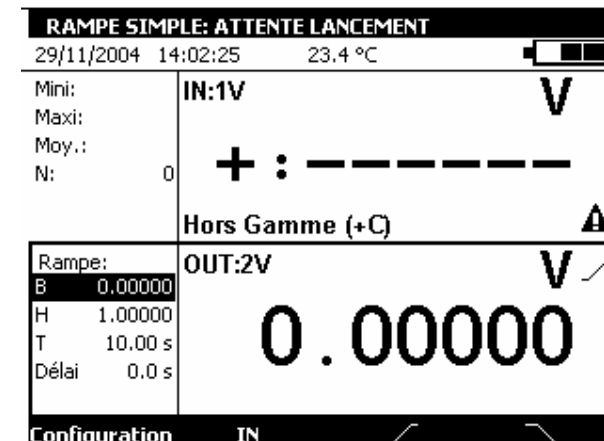 RAMPE SIMPLE: ATTENTE LANCEMENT
29/11/2004 14:02:25 23.4 °C
Mini:
Maxi:
Moy.:
N: 0
IN:1V V
+ : ------
Hors Gamme (+C)
Rampe:
B 0.00000
H 1.00000
T 10.00 s
Délai 0.0 s
OUT:2V V
0.00000
Configuration IN